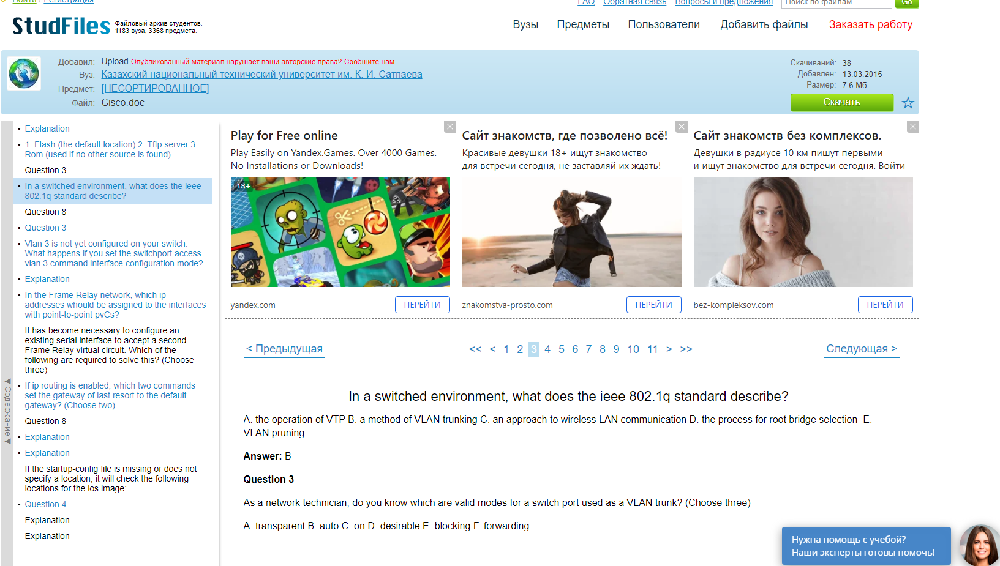 Войти / Регистрация
FAQ Обратная связь Вопросы и предложения Поиск по файлам Go
StudFiles Файловый архив студентов.
1183 вуза, 3368 предмета.
Вузы Предметы Пользователи Добавить файлы Заказать работу
Добавил: Upload Опубликованный материал нарушает ваши авторские права? Сообщите нам.
Вуз: Казахский национальный технический университет им. К. И. Сатпаева
Предмет: [НЕСОРТИРОВАННОЕ]
Файл: Cisco.doc
Скачиваний: 38
Добавлен: 13.03.2015
Размер: 7.6 Мб
Скачать
◀ Содержание ◀
• Explanation
• 1. Flash (the default location) 2. Tftp server 3.
Rom (used if no other source is found)
Question 3
• In a switched environment, what does the ieee
802.1q standard describe?
Question 8
• Question 3
• Vlan 3 is not yet configured on your switch.
What happens if you set the switchport access
vlan 3 command interface configuration mode?
• Explanation
• In the Frame Relay network, which ip
addresses whould be assigned to the interfaces
with point-to-point pvCs?
It has become necessary to configure an
existing serial interface to accept a second
Frame Relay virtual circuit. Which of the
following are required to solve this? (Choose
three)
• If ip routing is enabled, which two commands
set the gateway of last resort to the default
gateway? (Choose two)
Question 8
• Explanation
• Explanation
If the startup-config file is missing or does not
specify a location, it will check the following
locations for the ios image:
• Question 4
Explanation
Explanation
Play for Free online
Play Easily on Yandex.Games. Over 4000 Games.
No Installations or Downloads!
18+
yandex.com ПЕРЕЙТИ
Сайт знакомств, где позволено всё!
Красивые девушки 18+ ищут знакомство
для встречи сегодня, не заставляй их ждать!
znakomstva-prosto.com ПЕРЕЙТИ
Сайт знакомств без комплексов.
Девушки в радиусе 10 км пишут первыми
и ищут знакомство для встречи сегодня. Войти
bez-kompleksov.com ПЕРЕЙТИ
< Предыдущая << < 1 2 3 4 5 6 7 8 9 10 11 > >> Следующая >
In a switched environment, what does the ieee 802.1q standard describe?
A. the operation of VTP B. a method of VLAN trunking C. an approach to wireless LAN communication D. the process for root bridge selection E.
VLAN pruning
Answer: B
Question 3
As a network technician, do you know which are valid modes for a switch port used as a VLAN trunk? (Choose three)
A. transparent B. auto C. on D. desirable E. blocking F. forwarding
Нужна помощь с учебой?
Наши эксперты готовы помочь!